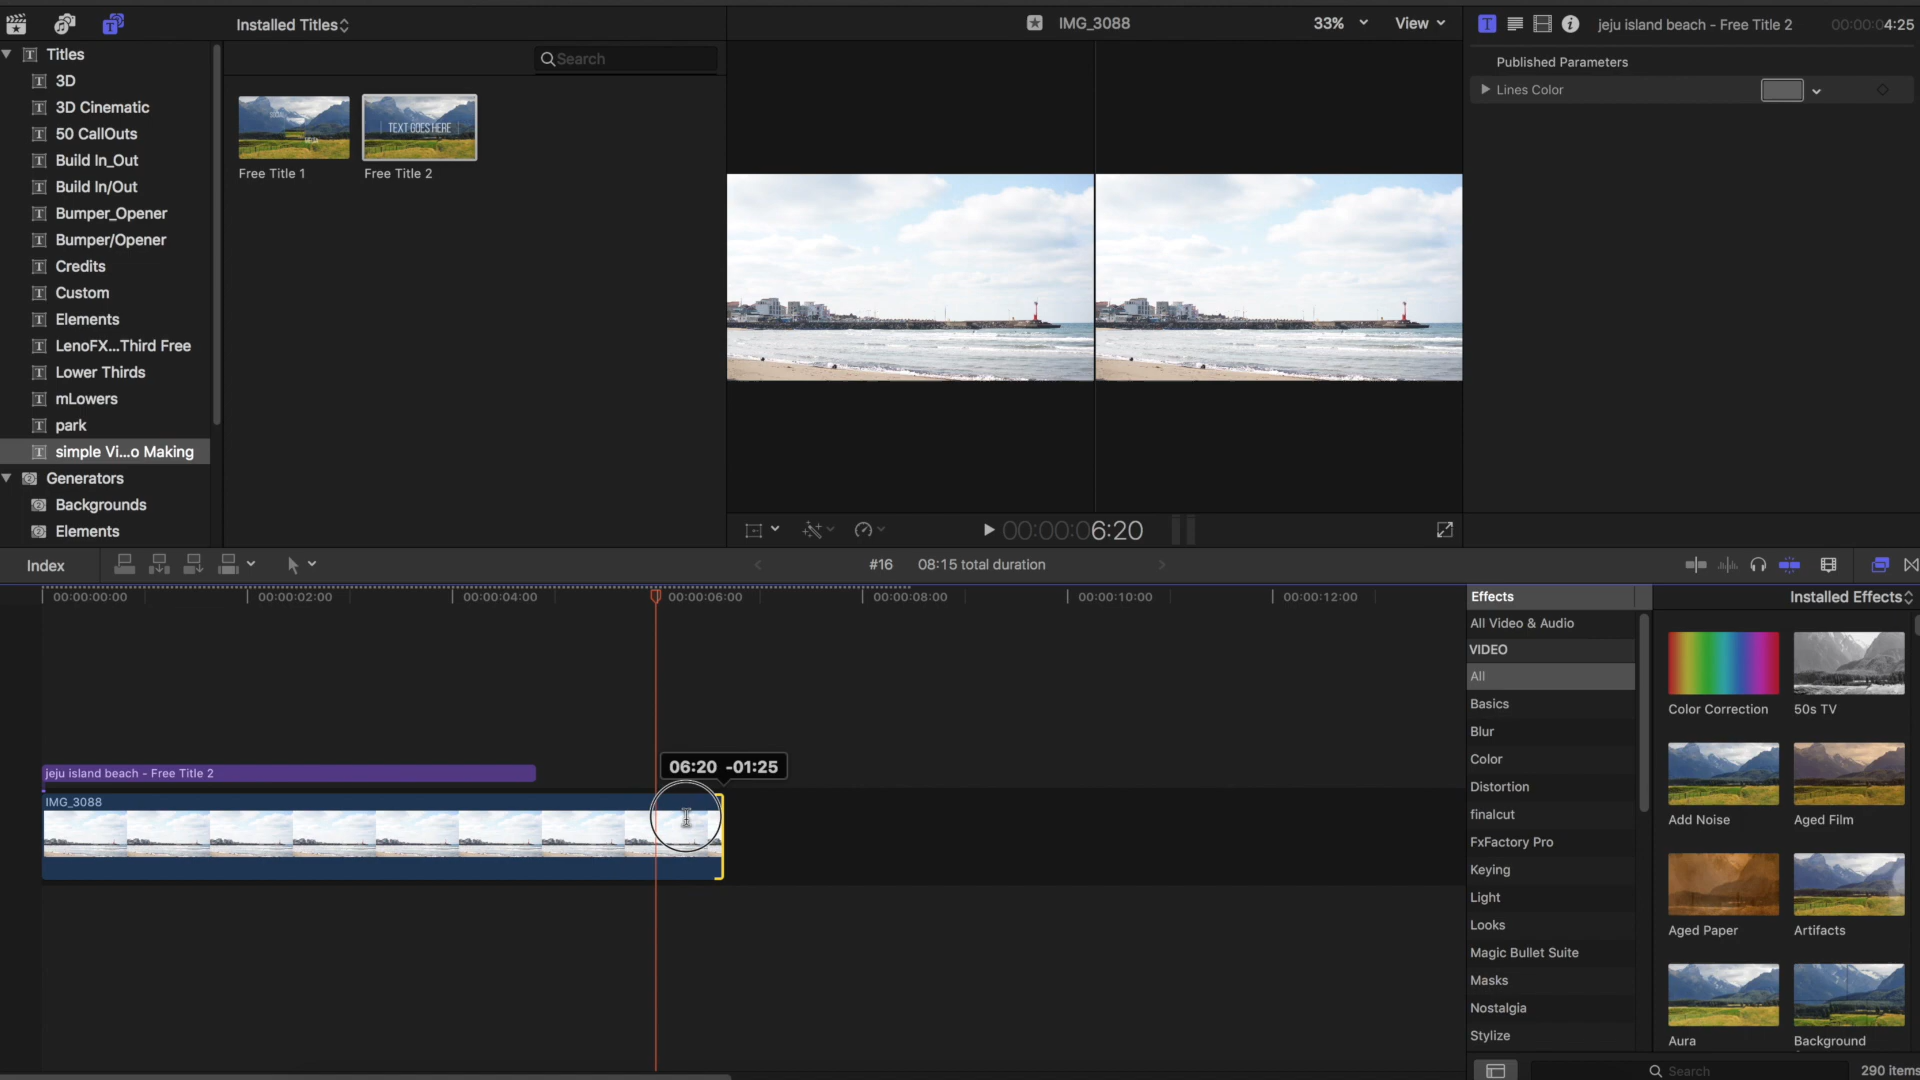 Installed Titles
IMG_3088
33%
View
jeju island beach - Free Title 2
00:00:04:25
Titles
3D
3D Cinematic
50 CallOuts
Build In_Out
Build In/Out
Bumper_Opener
Bumper/Opener
Credits
Custom
Elements
LenoFX...Third Free
Lower Thirds
mLowers
park
simple Vi...o Making
Generators
Backgrounds
Elements
Search
TEXT GOES HERE
Free Title 1
Free Title 2
Published Parameters
Lines Color
00:00:06:20
Index
#16
08:15 total duration
00:00:00:00
00:00:02:00
00:00:04:00
00:00:06:00
00:00:08:00
00:00:10:00
00:00:12:00
jeju island beach - Free Title 2
06:20 -01:25
IMG_3088
Effects
Installed Effects
All Video & Audio
VIDEO
All
Basics
Blur
Color
Distortion
finalcut
FxFactory Pro
Keying
Light
Looks
Magic Bullet Suite
Masks
Nostalgia
Stylize
Color Correction
50s TV
Add Noise
Aged Film
Aged Paper
Artifacts
Aura
Background
Search
290 items